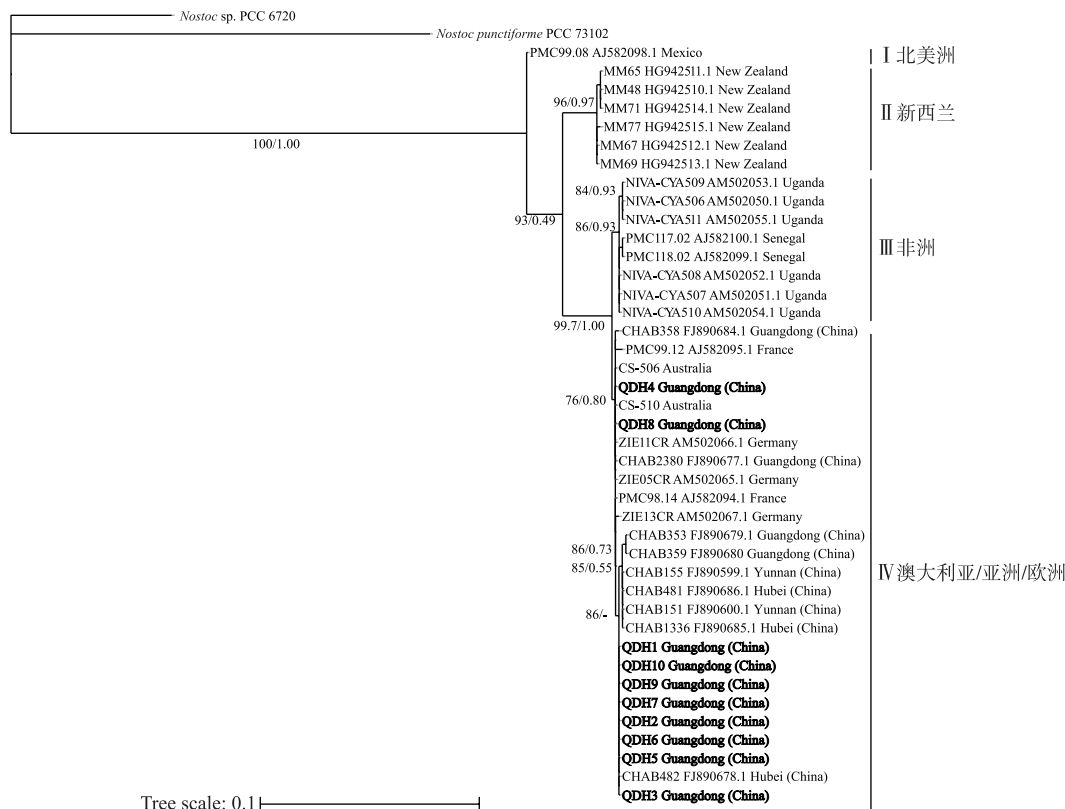 Nostoc sp. PCC 6720
Nostoc punctiforme PCC 73102
PMC99.08 AJ582098.1 Mexico
Ⅰ北美洲
MM65 HG942511.1 New Zealand
MM48 HG942510.1 New Zealand
96/0.97
MM71 HG942514.1 New Zealand
Ⅱ新西兰
MM77 HG942515.1 New Zealand
100/1.00
MM67 HG942512.1 New Zealand
MM69 HG942513.1 New Zealand
84/0.93
NIVA-CYA509 AM502053.1 Uganda
NIVA-CYA506 AM502050.1 Uganda
93/0.49
86/0.93
NIVA-CYA511 AM502055.1 Uganda
PMC117.02 AJ582100.1 Senegal
Ⅲ非洲
PMC118.02 AJ582099.1 Senegal
NIVA-CYA508 AM502052.1 Uganda
NIVA-CYA507 AM502051.1 Uganda
NIVA-CYA510 AM502054.1 Uganda
99.7/1.00
CHAB358 FJ890684.1 Guangdong (China)
PMC99.12 AJ582095.1 France
CS-506 Australia
QDH4 Guangdong (China)
76/0.80
CS-510 Australia
QDH8 Guangdong (China)
ZIE11CR AM502066.1 Germany
CHAB2380 FJ890677.1 Guangdong (China)
ZIE05CR AM502065.1 Germany
PMC98.14 AJ582094.1 France
ZIE13CR AM502067.1 Germany
CHAB353 FJ890679.1 Guangdong (China)
86/0.73
CHAB359 FJ890680 Guangdong (China)
85/0.55
CHAB155 FJ890599.1 Yunnan (China)
Ⅳ澳大利亚/亚洲/欧洲
CHAB481 FJ890686.1 Hubei (China)
86/-
CHAB151 FJ890600.1 Yunnan (China)
CHAB1336 FJ890685.1 Hubei (China)
QDH1 Guangdong (China)
QDH10 Guangdong (China)
QDH9 Guangdong (China)
QDH7 Guangdong (China)
QDH2 Guangdong (China)
QDH6 Guangdong (China)
QDH5 Guangdong (China)
CHAB482 FJ890678.1 Hubei (China)
QDH3 Guangdong (China)
Tree scale: 0.1